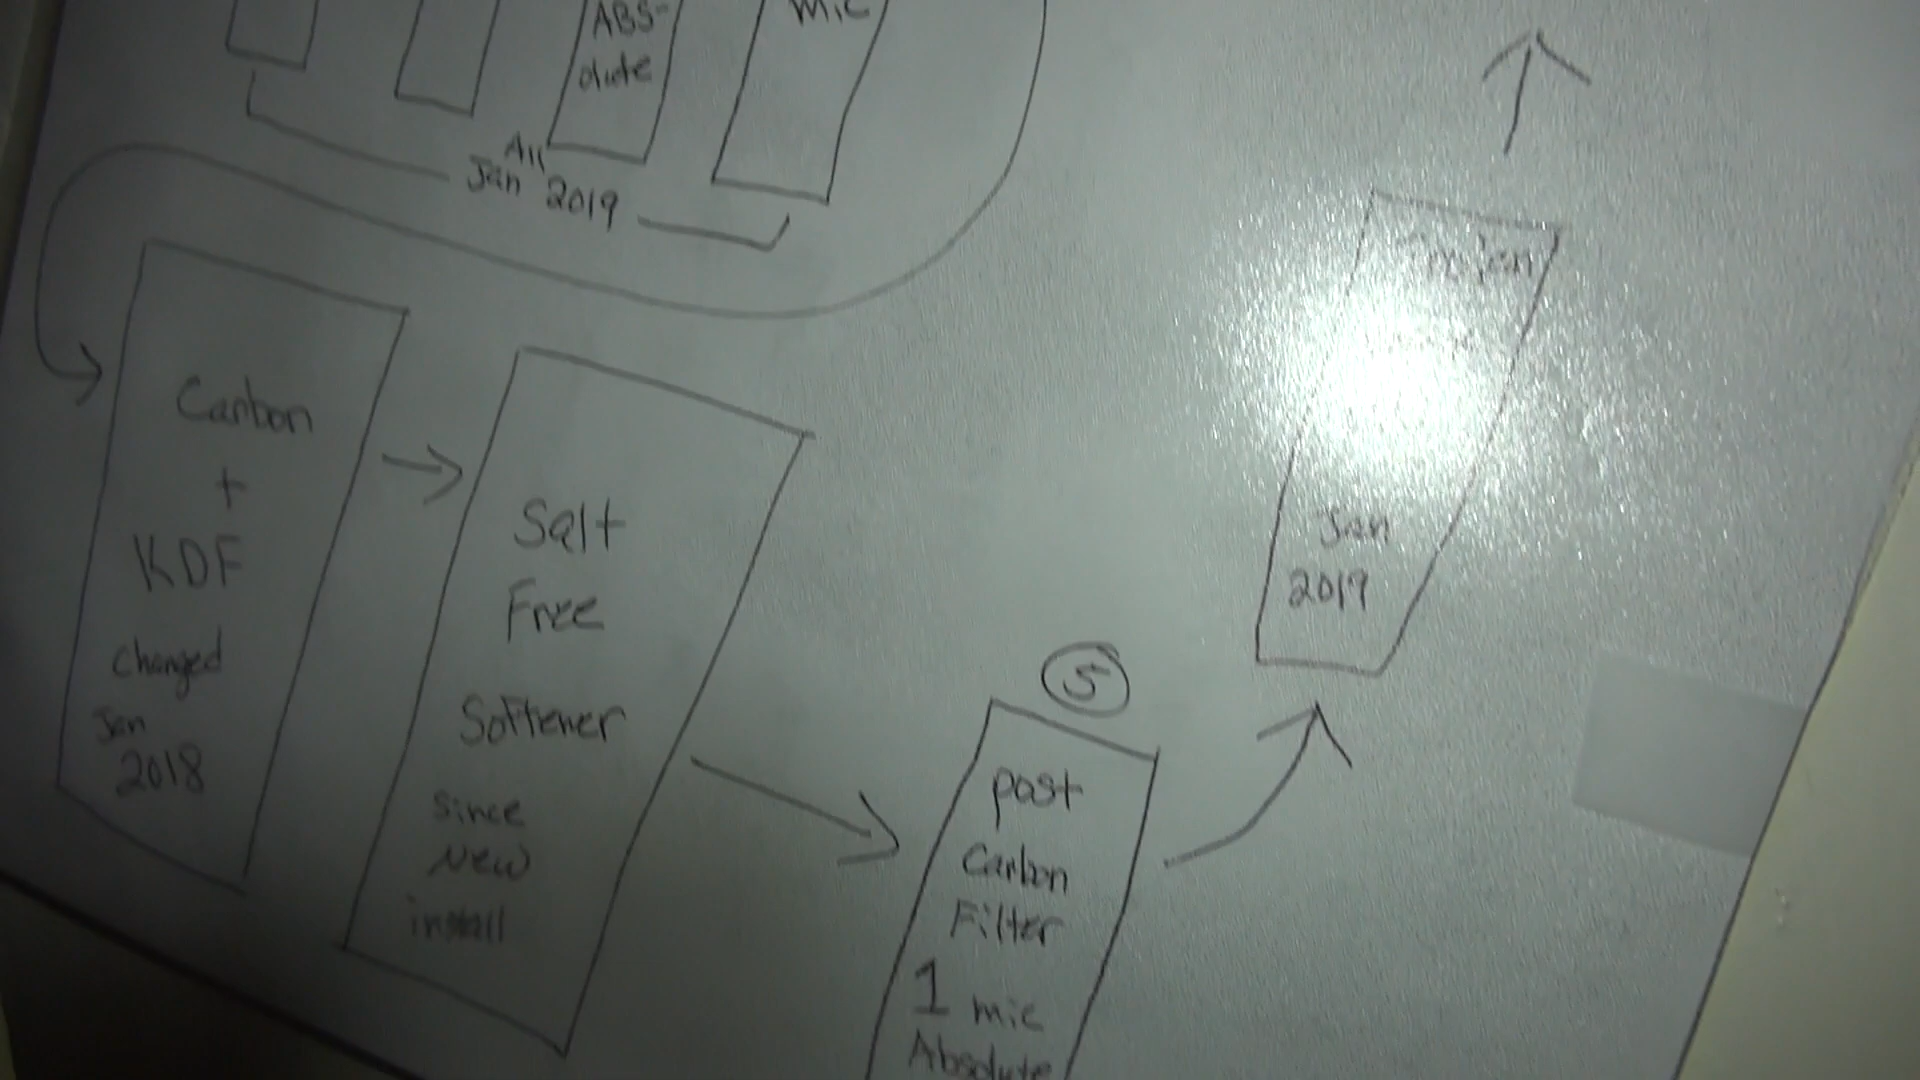 ABS-
olute
mic
All
Jan 2019
Carbon
+
KDF
Changed
Jan
2018
Salt
Free
Softener
Since
New
install
5
post
Carbon
Filter
1 mic
Absolute
Jan
2019